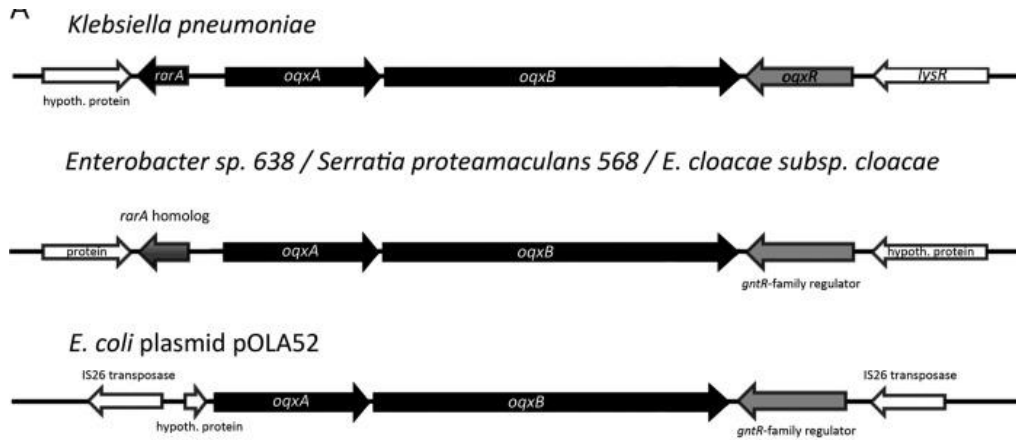 A
Klebsiella pneumoniae
rarA oqxA oqxB oqxR lysR
hypoth. protein
Enterobacter sp. 638 / Serratia proteamaculans 568 / E. cloacae subsp. cloacae
rarA homolog
protein oqxA oqxB hypoth. protein
gntR-family regulator
E. coli plasmid pOLA52
IS26 transposase IS26 transposase
oqxA oqxB
hypoth. protein gntR-family regulator